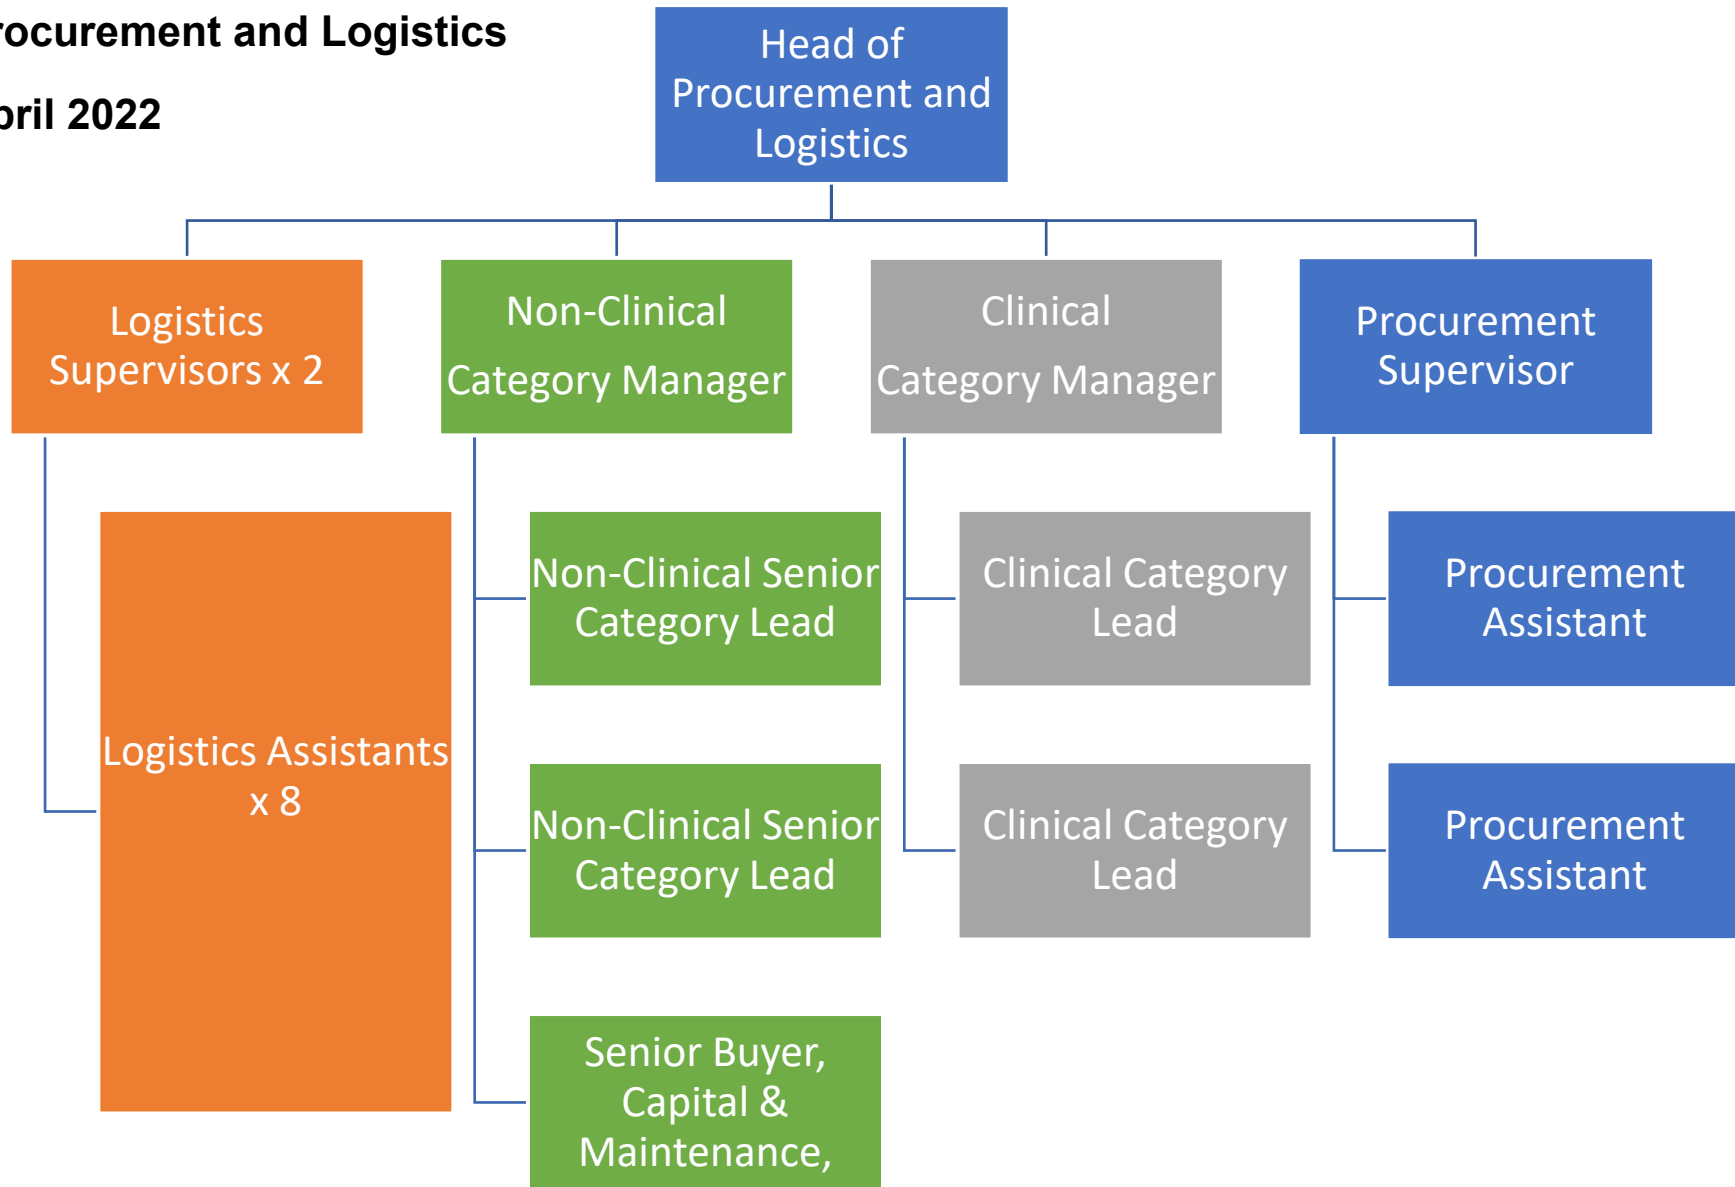 rocurement and Logistics
pril 2022
Head of
Procurement and
Logistics
Logistics
Supervisors x 2
Non-Clinical
Category Manager
Clinical
Category Manager
Procurement
Supervisor
Logistics Assistants
x 8
Non-Clinical Senior
Category Lead
Clinical Category
Lead
Procurement
Assistant
Non-Clinical Senior
Category Lead
Clinical Category
Lead
Procurement
Assistant
Senior Buyer,
Capital &
Maintenance,